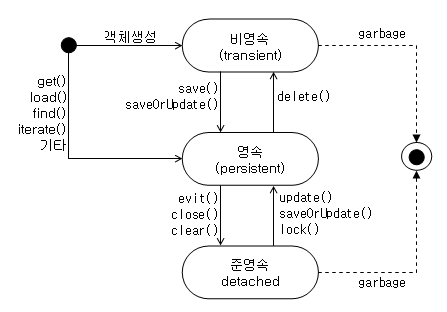 객체생성
비영속
(transient)
garbage
get()
load()
find()
iterate()
기타
save()
saveOrUpdate()
delete()
영속
(persistent)
evit()
close()
clear()
update()
saveOrUpdate()
lock()
준영속
detached
garbage